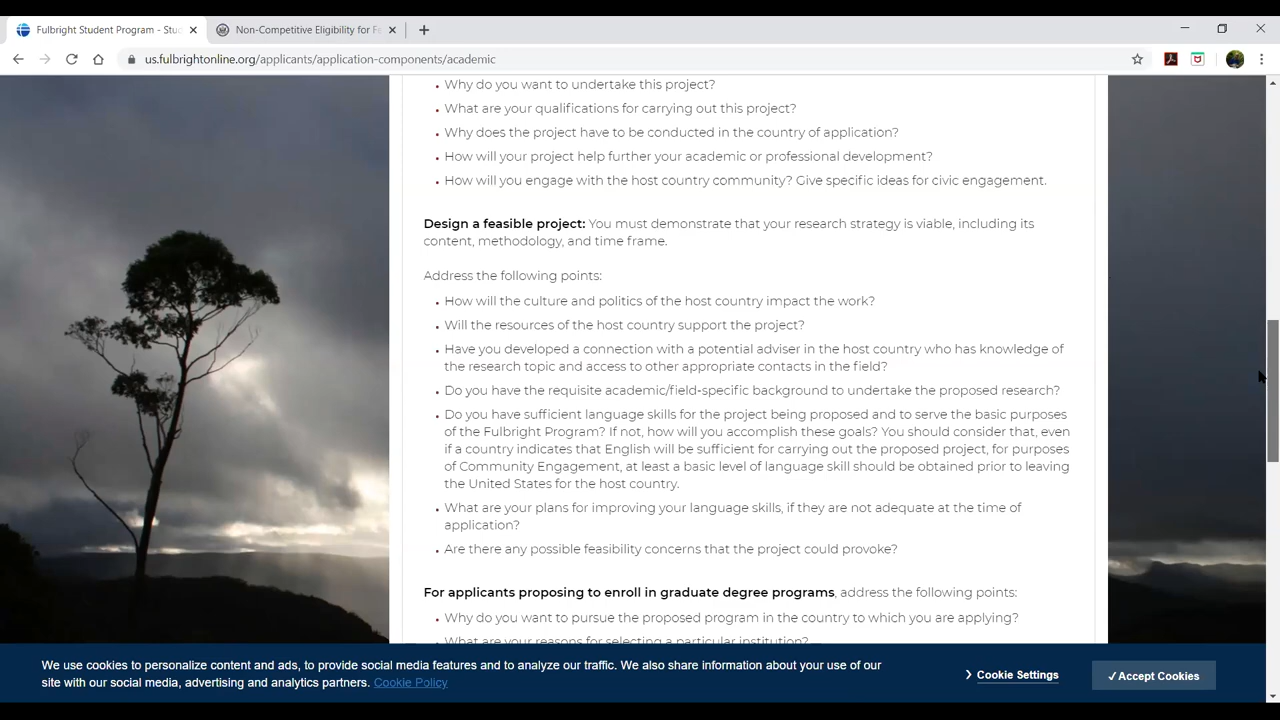 Fulbright Student Program - Stu
Non-Competitive Eligibility for Fe
us.fulbrightonline.org/applicants/application-components/academic
• Why do you want to undertake this project?
• What are your qualifications for carrying out this project?
• Why does the project have to be conducted in the country of application?
• How will your project help further your academic or professional development?
• How will you engage with the host country community? Give specific ideas for civic engagement.
Design a feasible project: You must demonstrate that your research strategy is viable, including its
content, methodology, and time frame.
Address the following points:
• How will the culture and politics of the host country impact the work?
• Will the resources of the host country support the project?
• Have you developed a connection with a potential adviser in the host country who has knowledge of
the research topic and access to other appropriate contacts in the field?
• Do you have the requisite academic/field-specific background to undertake the proposed research?
• Do you have sufficient language skills for the project being proposed and to serve the basic purposes
of the Fulbright Program? If not, how will you accomplish these goals? You should consider that, even
if a country indicates that English will be sufficient for carrying out the proposed project, for purposes
of Community Engagement, at least a basic level of language skill should be obtained prior to leaving
the United States for the host country.
• What are your plans for improving your language skills, if they are not adequate at the time of
application?
• Are there any possible feasibility concerns that the project could provoke?
For applicants proposing to enroll in graduate degree programs, address the following points:
• Why do you want to pursue the proposed program in the country to which you are applying?
What are your reasons for selecting a particular institution?
We use cookies to personalize content and ads, to provide social media features and to analyze our traffic. We also share information about your use of our
site with our social media, advertising and analytics partners. Cookie Policy
Cookie Settings
✓ Accept Cookies